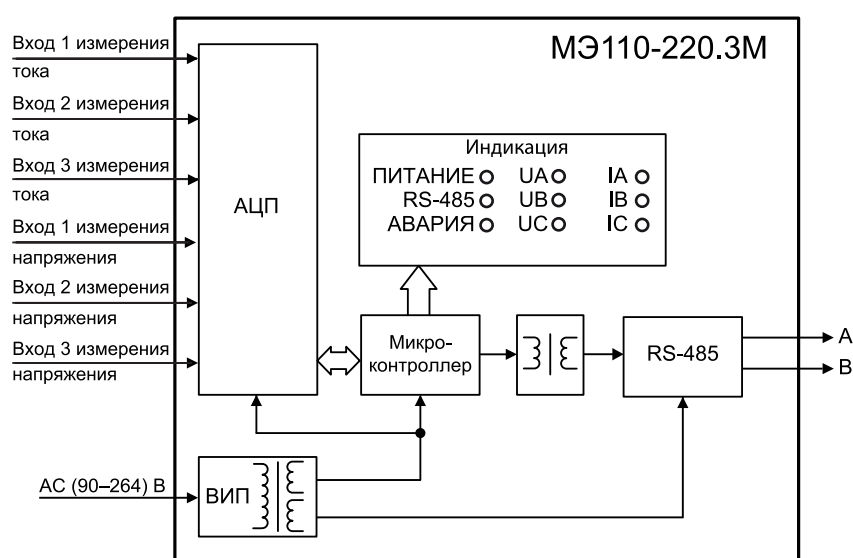 МЭ110-220.3М
Вход 1 измерения
тока
Вход 2 измерения
тока
Вход 3 измерения
тока
Вход 1 измерения
напряжения
Вход 2 измерения
напряжения
Вход 3 измерения
напряжения
АЦП
Индикация
ПИТАНИЕ UA IA
RS-485 UB IB
АВАРИЯ UC IC
Микро-
контроллер
RS-485
A
B
AC (90–264) В
ВИП